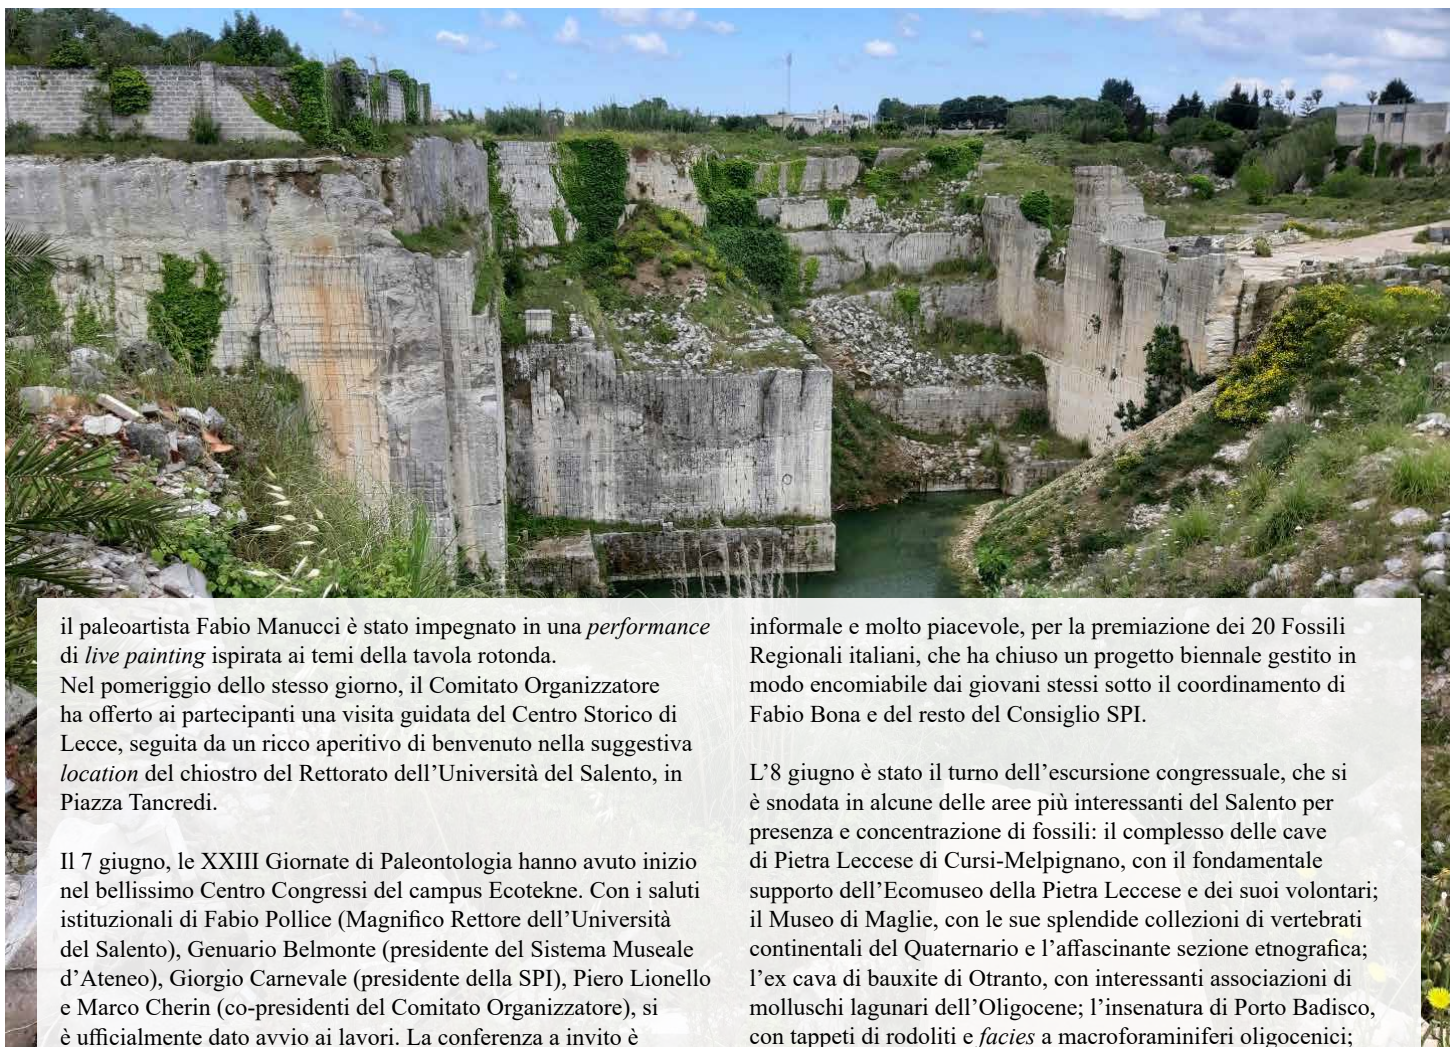 il paleoartista Fabio Manucci è stato impegnato in una performance
di live painting ispirata ai temi della tavola rotonda.
Nel pomeriggio dello stesso giorno, il Comitato Organizzatore
ha offerto ai partecipanti una visita guidata del Centro Storico di
Lecce, seguita da un ricco aperitivo di benvenuto nella suggestiva
location del chiostro del Rettorato dell’Università del Salento, in
Piazza Tancredi.
Il 7 giugno, le XXIII Giornate di Paleontologia hanno avuto inizio
nel bellissimo Centro Congressi del campus Ecotekne. Con i saluti
istituzionali di Fabio Pollice (Magnifico Rettore dell’Università
del Salento), Genuario Belmonte (presidente del Sistema Museale
d’Ateneo), Giorgio Carnevale (presidente della SPI), Piero Lionello
e Marco Cherin (co-presidenti del Comitato Organizzatore), si
è ufficialmente dato avvio ai lavori. La conferenza a invito è
informale e molto piacevole, per la premiazione dei 20 Fossili
Regionali italiani, che ha chiuso un progetto biennale gestito in
modo encomiabile dai giovani stessi sotto il coordinamento di
Fabio Bona e del resto del Consiglio SPI.
L’8 giugno è stato il turno dell’escursione congressuale, che si
è snodata in alcune delle aree più interessanti del Salento per
presenza e concentrazione di fossili: il complesso delle cave
di Pietra Leccese di Cursi-Melpignano, con il fondamentale
supporto dell’Ecomuseo della Pietra Leccese e dei suoi volontari;
il Museo di Maglie, con le sue splendide collezioni di vertebrati
continentali del Quaternario e l’affascinante sezione etnografica;
l’ex cava di bauxite di Otranto, con interessanti associazioni di
molluschi lagunari dell’Oligocene; l’insenatura di Porto Badisco,
con tappeti di rodoliti e facies a macroforaminiferi oligocenici;